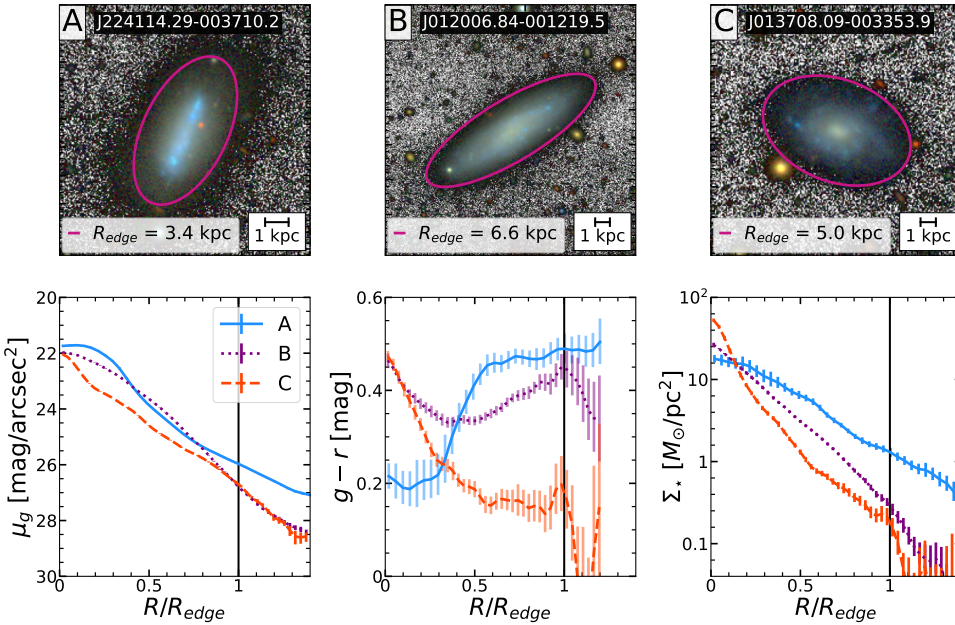 A J224114.29-003710.2
R_edge = 3.4 kpc
1 kpc
B J012006.84-001219.5
R_edge = 6.6 kpc
1 kpc
C J013708.09-003353.9
R_edge = 5.0 kpc
1 kpc
20
22
24
26
28
30
μ_g [mag/arcsec²]
A
B
C
0
0.5
1
R/R_edge
0.6
0.4
0.2
0
g − r [mag]
0
0.5
1
R/R_edge
10²
10
1
0.1
Σ⋆ [M⊙/pc²]
0
0.5
1
R/R_edge